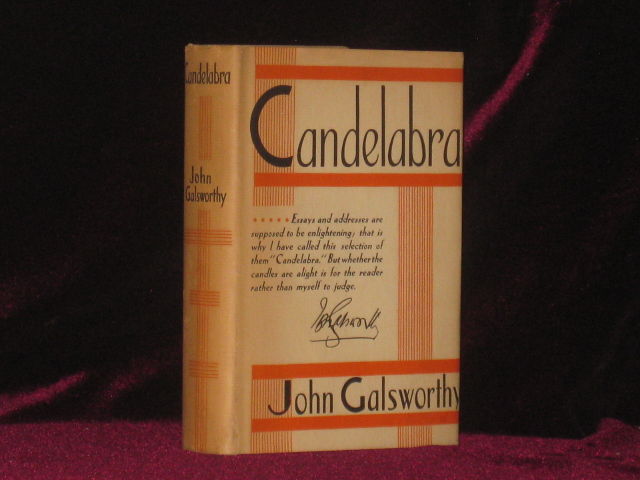 Candelabra
John
Galsworthy
Candelabra
Essays and addresses are
supposed to be enlightening; that is
why I have called this selection of
them "Candelabra." But whether the
candles are alight is for the reader
rather than myself to judge.
John Galsworthy